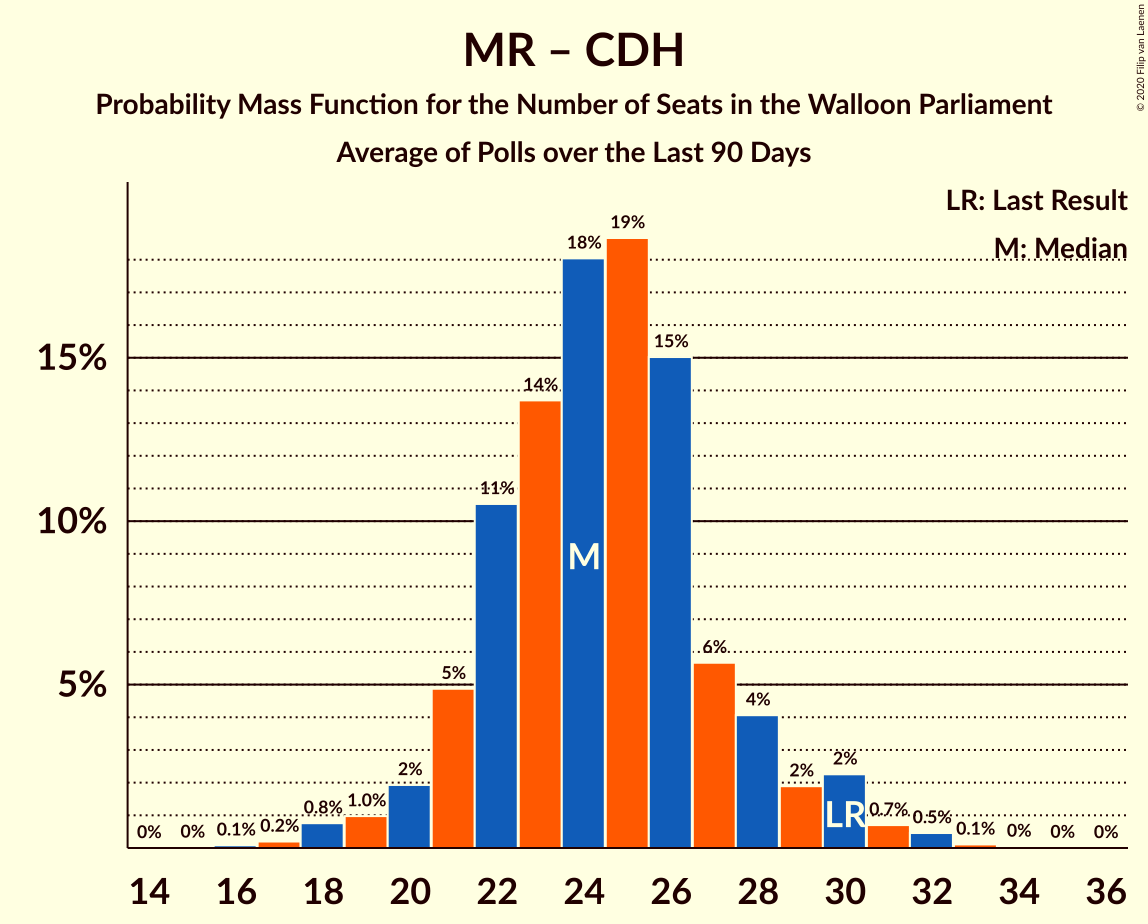 MR – CDH
Probability Mass Function for the Number of Seats in the Walloon Parliament
Average of Polls over the Last 90 Days
© 2020 Filip van Laenen
LR: Last Result
M: Median
15%
10%
5%
0%
0%
0.1%
0.2%
0.8%
1.0%
2%
5%
11%
14%
18%
19%
15%
6%
4%
2%
2%
0.7%
0.5%
0.1%
0%
0%
0%
M
LR
14 16 18 20 22 24 26 28 30 32 34 36